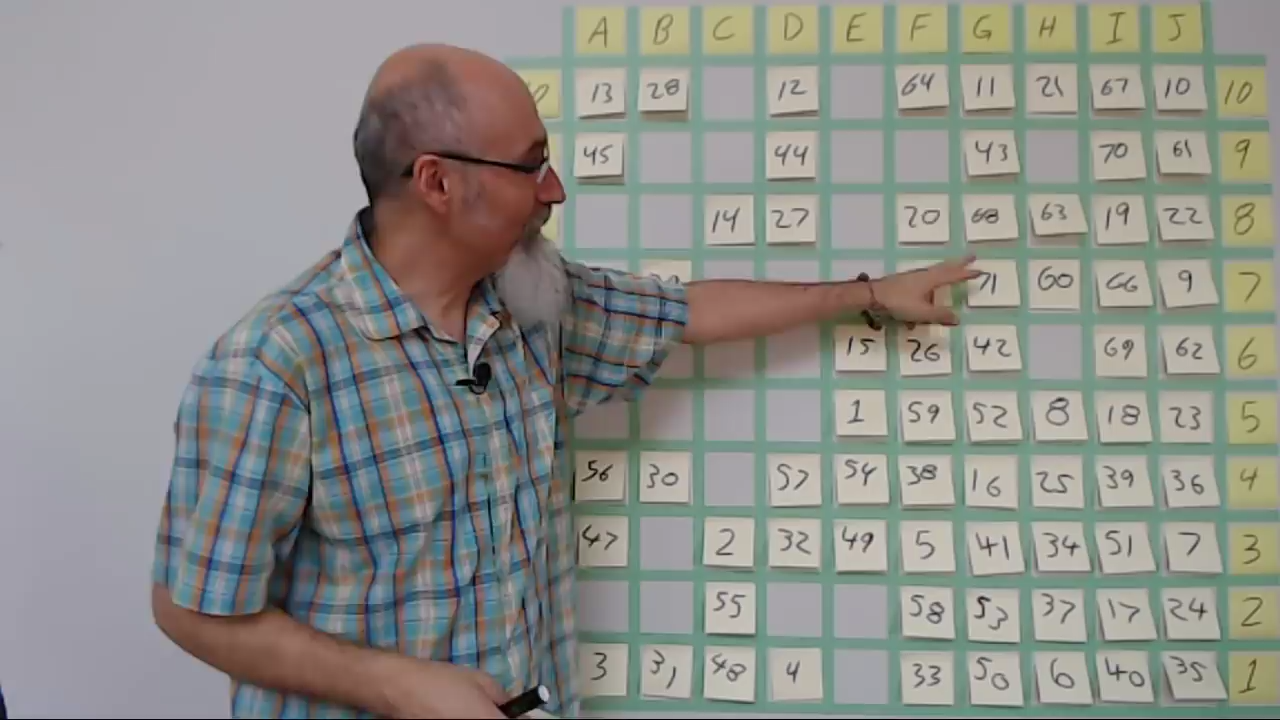 A B C D E F G H I J
13 28 12 64 11 21 67 10 10
45 44 43 70 61 9
14 27 20 68 63 19 22 8
71 60 66 9 7
15 26 42 69 62 6
1 59 52 8 18 23 5
56 30 57 54 38 16 25 39 36 4
47 2 32 49 5 41 34 51 7 3
55 58 53 37 17 24 2
3 31 48 4 33 50 6 40 35 1